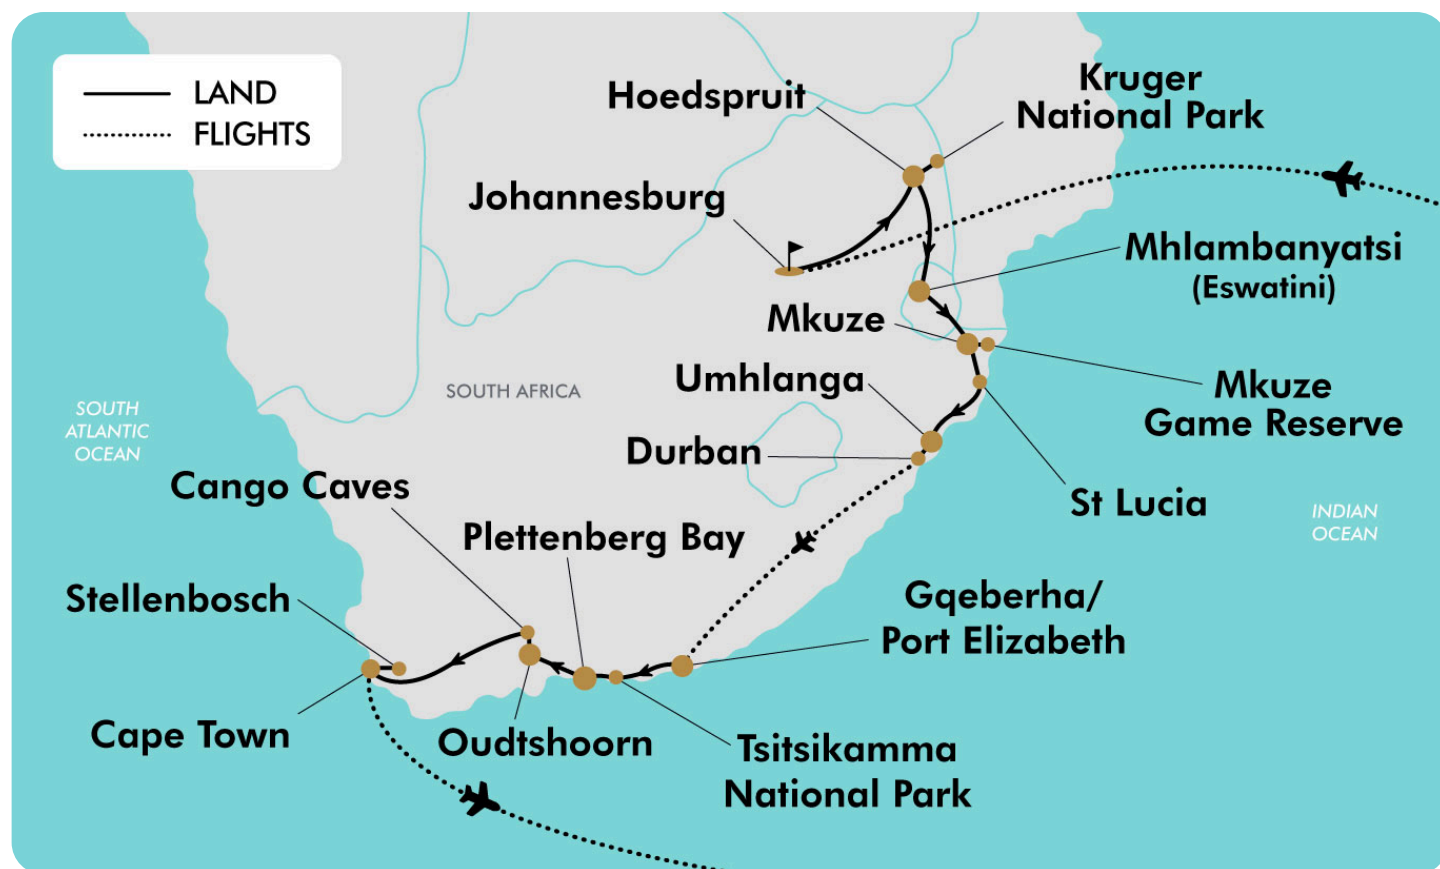 LAND
FLIGHTS
Hoedspruit
Kruger
National Park
Johannesburg
Mhlambanyatsi
(Eswatini)
Mkuze
Umhlanga
Mkuze
Game Reserve
SOUTH AFRICA
SOUTH
ATLANTIC
OCEAN
Durban
Cango Caves
St Lucia
INDIAN
OCEAN
Plettenberg Bay
Stellenbosch
Gqeberha/
Port Elizabeth
Cape Town
Oudtshoorn
Tsitsikamma
National Park